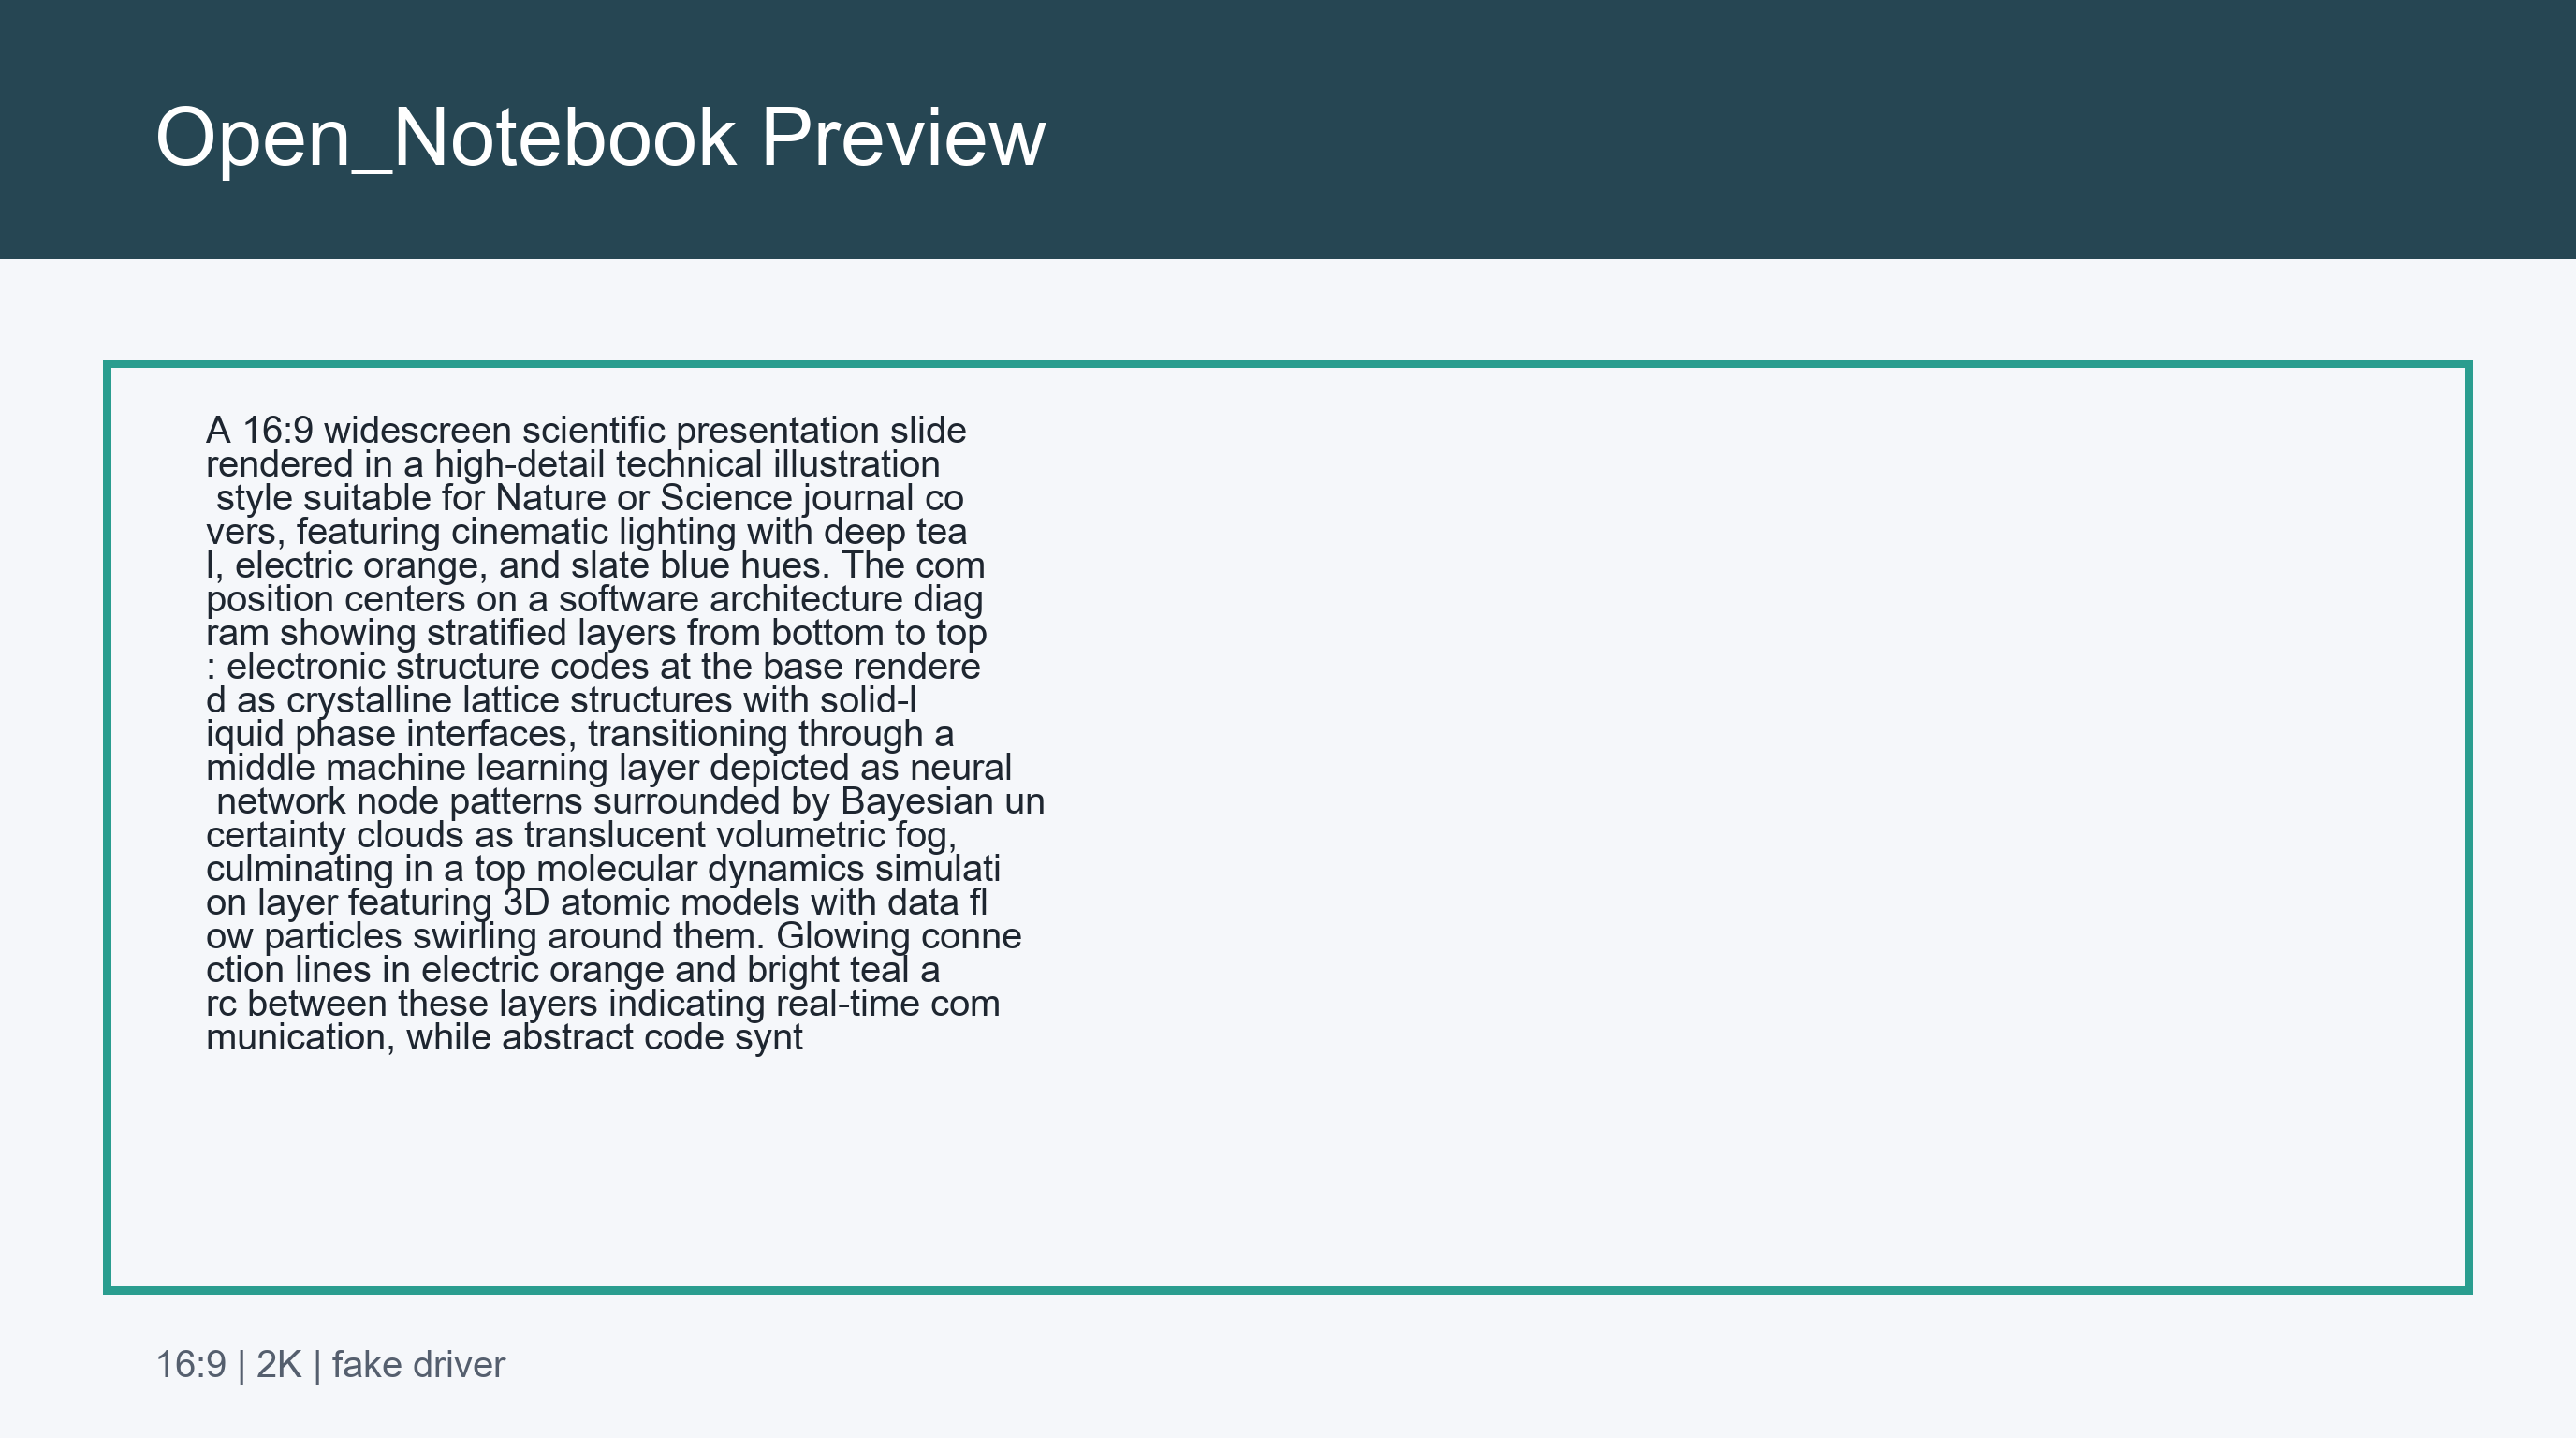 Open_Notebook Preview
A 16:9 widescreen scientific presentation slide
rendered in a high-detail technical illustration
 style suitable for Nature or Science journal co
vers, featuring cinematic lighting with deep tea
l, electric orange, and slate blue hues. The com
position centers on a software architecture diag
ram showing stratified layers from bottom to top
: electronic structure codes at the base rendere
d as crystalline lattice structures with solid-l
iquid phase interfaces, transitioning through a
middle machine learning layer depicted as neural
 network node patterns surrounded by Bayesian un
certainty clouds as translucent volumetric fog,
culminating in a top molecular dynamics simulati
on layer featuring 3D atomic models with data fl
ow particles swirling around them. Glowing conne
ction lines in electric orange and bright teal a
rc between these layers indicating real-time com
munication, while abstract code synt
16:9 | 2K | fake driver